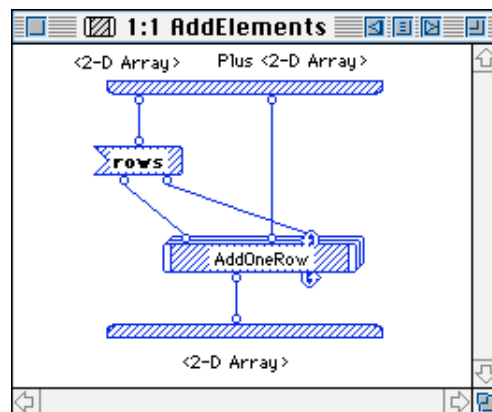 1:1 AddElements
<2-D Array> Plus <2-D Array>
rows
AddOneRow
<2-D Array>